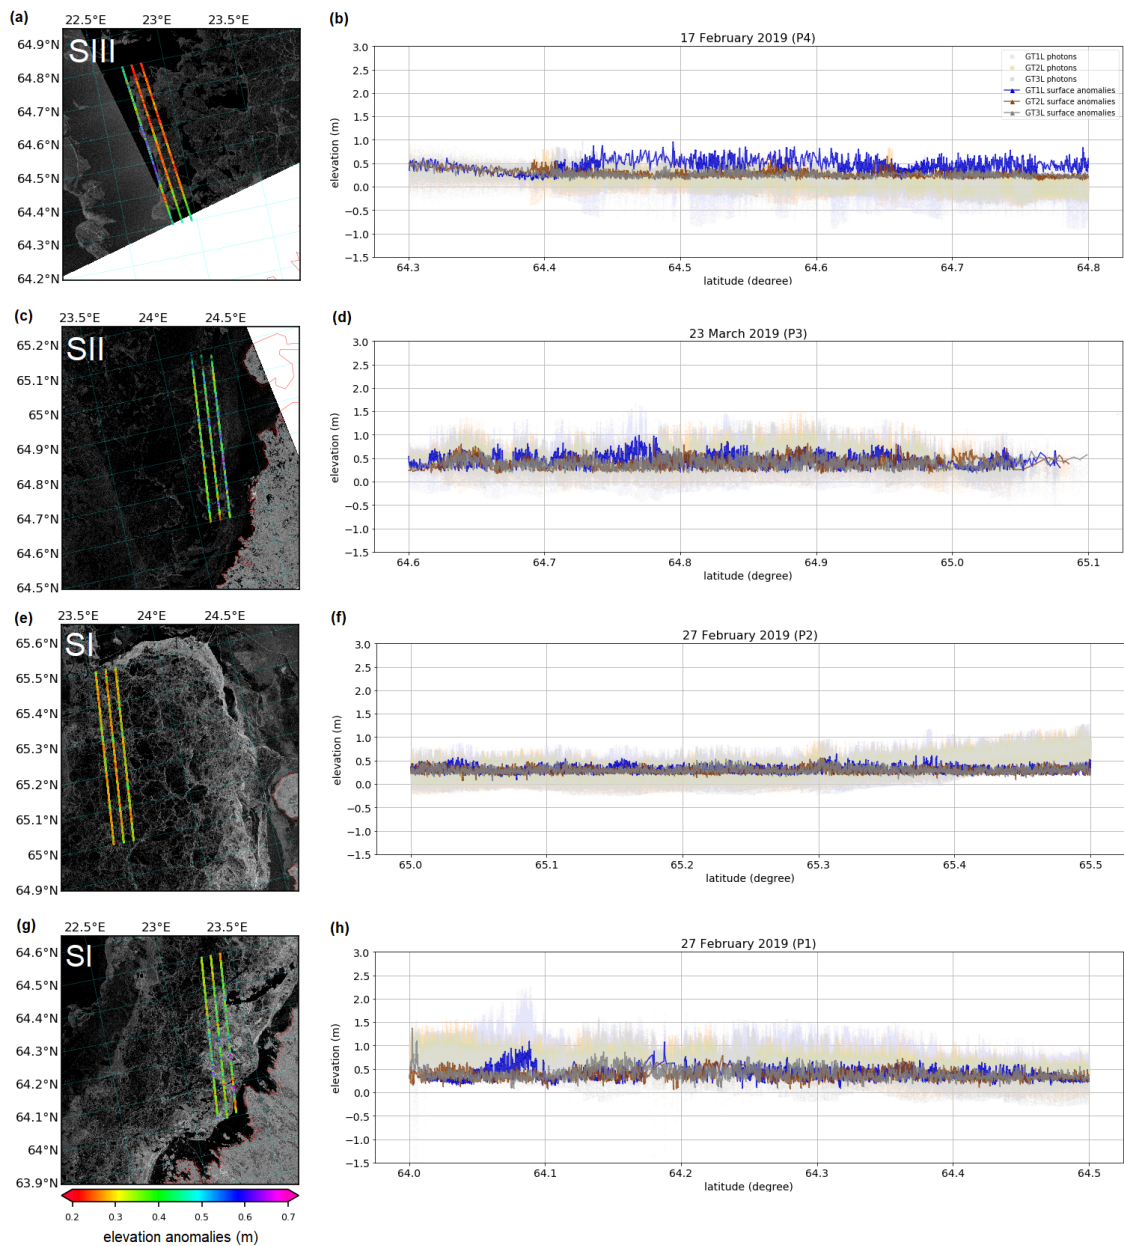 (a)
22.5°E 23°E 23.5°E
64.9°N
64.8°N
64.7°N
64.6°N
64.5°N
64.4°N
64.3°N
64.2°N
SIII
(b)
17 February 2019 (P4)
3.0
2.5
2.0
1.5
1.0
0.5
0.0
−0.5
−1.0
−1.5
elevation (m)
GT1L photons
GT2L photons
GT3L photons
GT1L surface anomalies
GT2L surface anomalies
GT3L surface anomalies
64.3 64.4 64.5 64.6 64.7 64.8
latitude (degree)
(c)
23.5°E 24°E 24.5°E
65.2°N
65.1°N
65°N
64.9°N
64.8°N
64.7°N
64.6°N
64.5°N
SII
(d)
23 March 2019 (P3)
3.0
2.5
2.0
1.5
1.0
0.5
0.0
−0.5
−1.0
−1.5
elevation (m)
64.6 64.7 64.8 64.9 65.0 65.1
latitude (degree)
(e)
23.5°E 24°E 24.5°E
65.6°N
65.5°N
65.4°N
65.3°N
65.2°N
65.1°N
65°N
64.9°N
SI
(f)
27 February 2019 (P2)
3.0
2.5
2.0
1.5
1.0
0.5
0.0
−0.5
−1.0
−1.5
elevation (m)
65.0 65.1 65.2 65.3 65.4 65.5
latitude (degree)
(g)
22.5°E 23°E 23.5°E
64.6°N
64.5°N
64.4°N
64.3°N
64.2°N
64.1°N
64°N
63.9°N
SI
0.2 0.3 0.4 0.5 0.6 0.7
elevation anomalies (m)
(h)
27 February 2019 (P1)
3.0
2.5
2.0
1.5
1.0
0.5
0.0
−0.5
−1.0
−1.5
elevation (m)
64.0 64.1 64.2 64.3 64.4 64.5
latitude (degree)